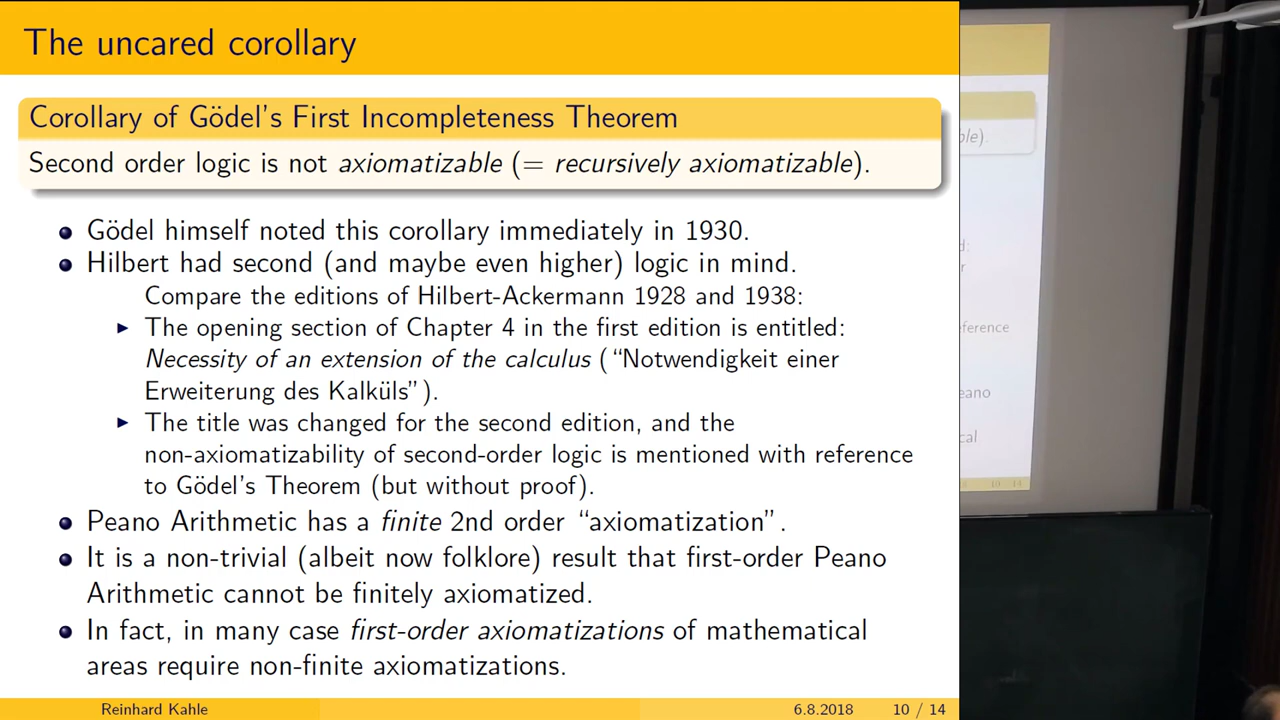 The uncared corollary
Corollary of Gödel's First Incompleteness Theorem
Second order logic is not axiomatizable (= recursively axiomatizable).
Gödel himself noted this corollary immediately in 1930.
Hilbert had second (and maybe even higher) logic in mind.
Compare the editions of Hilbert-Ackermann 1928 and 1938:
The opening section of Chapter 4 in the first edition is entitled:
Necessity of an extension of the calculus (“Notwendigkeit einer
Erweiterung des Kalküls”).
The title was changed for the second edition, and the
non-axiomatizability of second-order logic is mentioned with reference
to Gödel's Theorem (but without proof).
Peano Arithmetic has a finite 2nd order “axiomatization”.
It is a non-trivial (albeit now folklore) result that first-order Peano
Arithmetic cannot be finitely axiomatized.
In fact, in many case first-order axiomatizations of mathematical
areas require non-finite axiomatizations.
Reinhard Kahle 6.8.2018 10 / 14
ble).
d:
r
eference
eano
cal
10 14